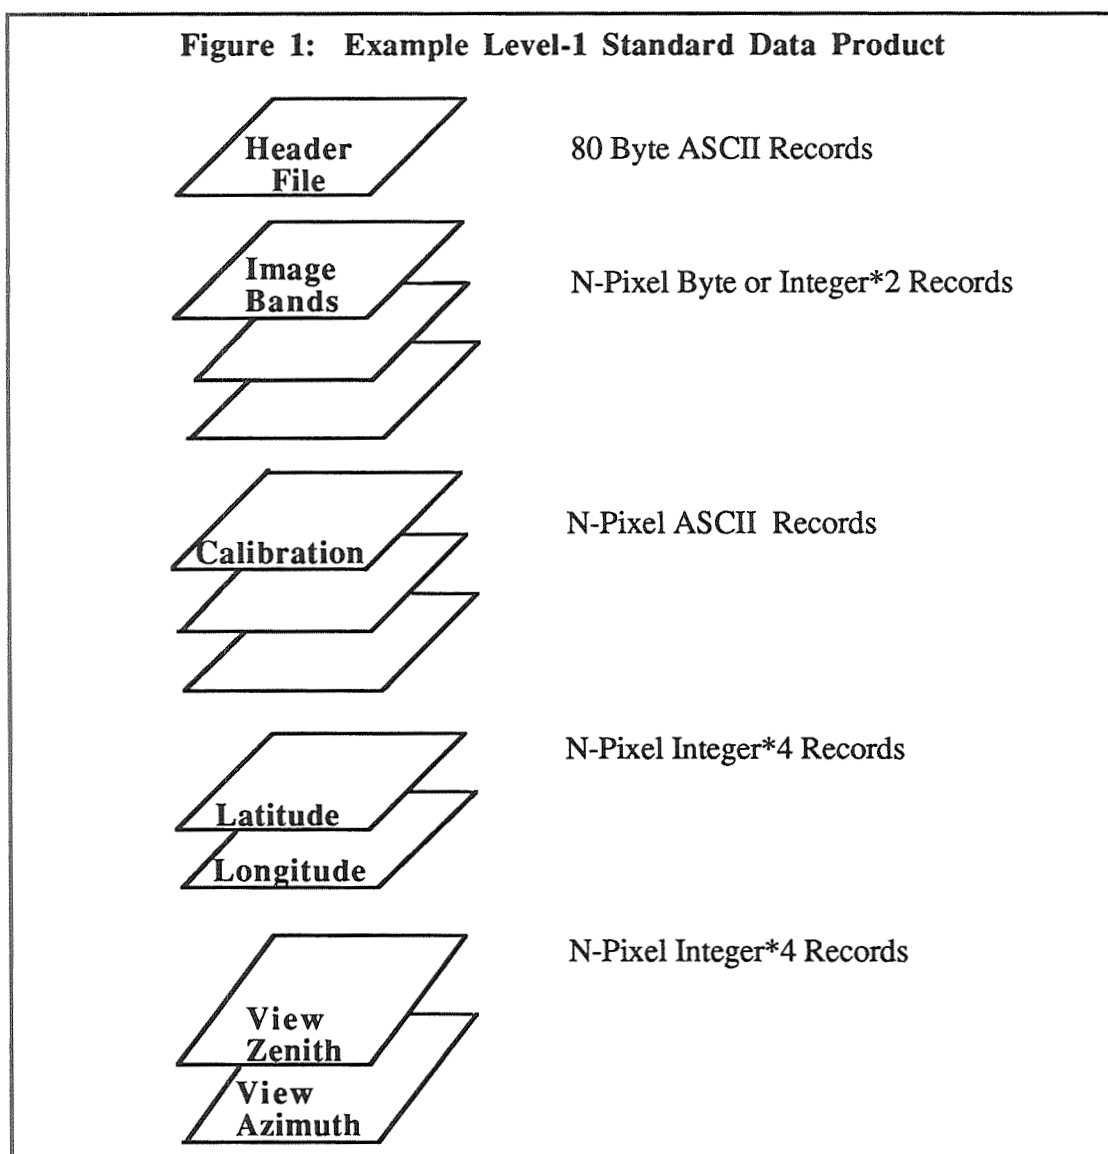 Figure 1: Example Level-1 Standard Data Product
Header
File
80 Byte ASCII Records
Image
Bands
N-Pixel Byte or Integer*2 Records
Calibration
N-Pixel ASCII Records
Latitude
Longitude
N-Pixel Integer*4 Records
View
Zenith
View
Azimuth
N-Pixel Integer*4 Records